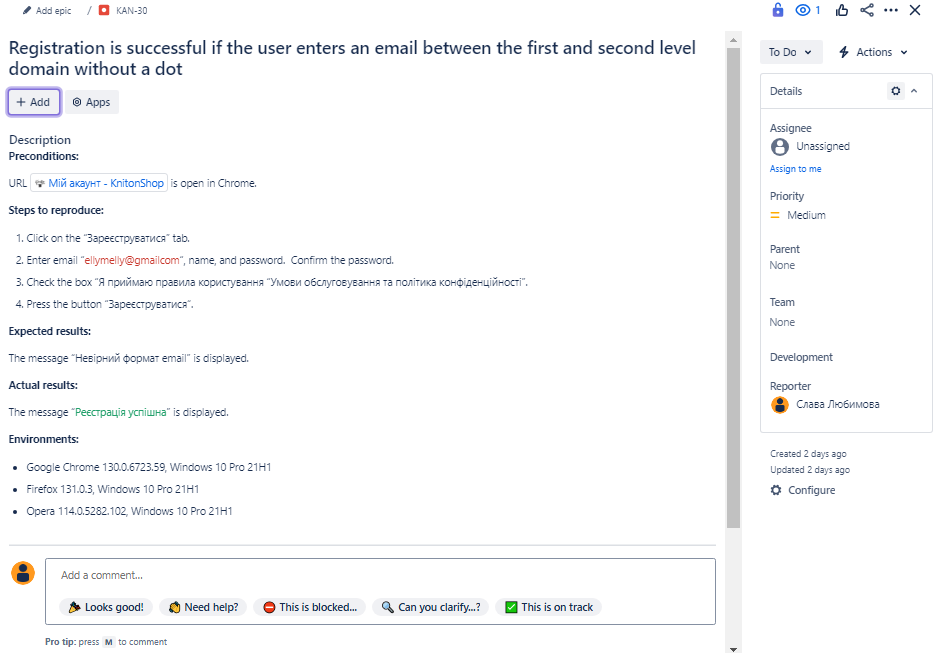 Add epic / KAN-30
1
Registration is successful if the user enters an email between the first and second level
domain without a dot
+ Add
Apps
Description
Preconditions:
URL Мій акаунт - KnitonShop is open in Chrome.
Steps to reproduce:
1. Click on the “Зареєструватися” tab.
2. Enter email “ellymelly@gmailcom”, name, and password. Confirm the password.
3. Check the box “Я приймаю правила користування “Умови обслуговування та політика конфіденційності”.
4. Press the button “Зареєструватися”.
Expected results:
The message “Невірний формат email” is displayed.
Actual results:
The message “Реєстрація успішна” is displayed.
Environments:
• Google Chrome 130.0.6723.59, Windows 10 Pro 21H1
• Firefox 131.0.3, Windows 10 Pro 21H1
• Opera 114.0.5282.102, Windows 10 Pro 21H1
Add a comment...
Looks good! Need help? This is blocked... Can you clarify...? This is on track
Pro tip: press M to comment
To Do
Actions
Details
Assignee
Unassigned
Assign to me
Priority
Medium
Parent
None
Team
None
Development
Reporter
Слава Любимова
Created 2 days ago
Updated 2 days ago
Configure